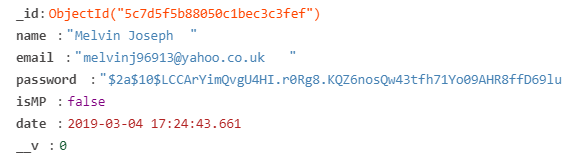 _id:ObjectId("5c7d5f5b88050c1bec3c3fef")
name :"Melvin Joseph "
email :"melvinj96913@yahoo.co.uk "
password :"$2a$10$LCCArYimQvgU4HI.r0Rg8.KQZ6nosQw43tfh71Yo09AHR8ffD69lu
isMP :false
date :2019-03-04 17:24:43.661
__v :0